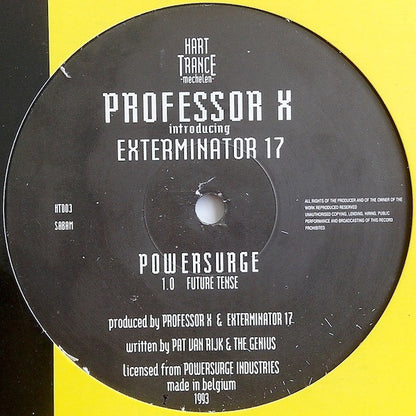 HART
TRANCE
-mechelen-
PROFESSOR X
introducing
EXTERMINATOR 17
HT003
SABAM
ALL RIGHTS OF THE PRODUCER AND OF THE OWNER OF THE
WORK REPRODUCED RESERVED
UNAUTHORISED COPYING, LENDING, HIRING, PUBLIC
PERFORMANCE AND BROADCASTING OF THIS RECORD
PROHIBITED
POWERSURGE
1.0 FUTURE TENSE
produced by PROFESSOR X & EXTERMINATOR 17
written by PAT VAN RIJK & THE GENIUS
licensed from POWERSURGE INDUSTRIES
made in belgium
1993